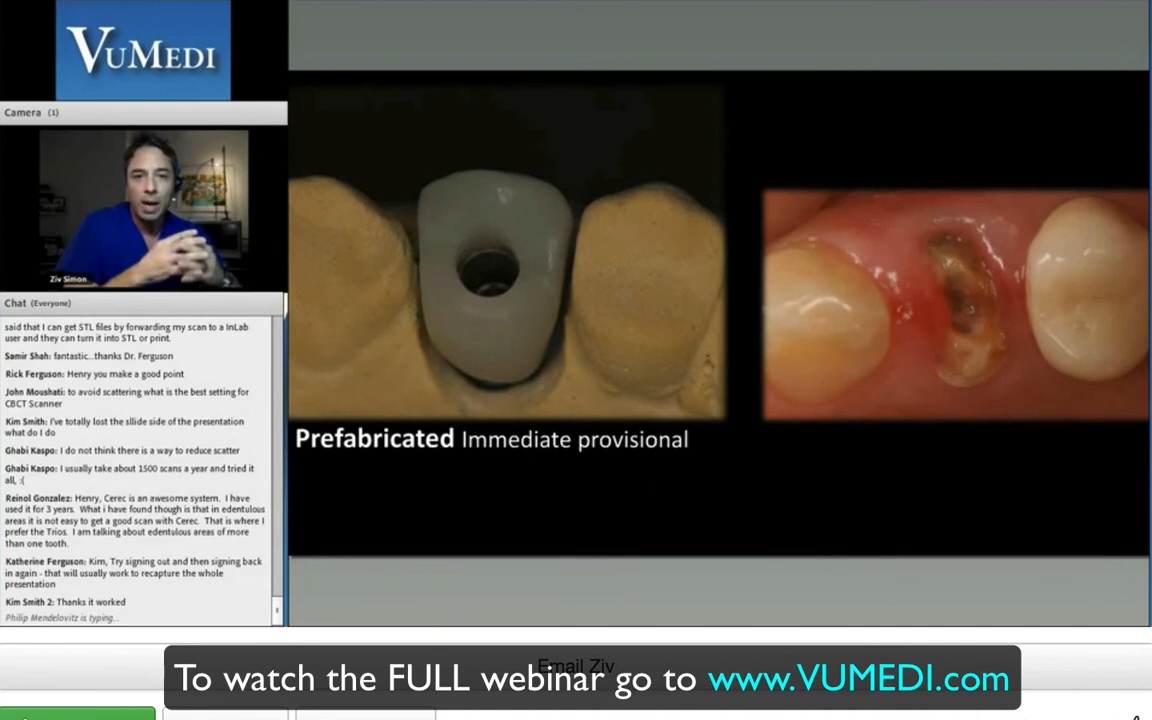 VUMEDI
Camera (1)
Ziv Simon
Chat (Everyone)
said that I can get STL files by forwarding my scan to a InLab
user and they can turn it into STL or print.
Samir Shah: fantastic...thanks Dr. Ferguson
Rick Ferguson: Henry you make a good point
John Moushati: to avoid scattering what is the best setting for
CBCT Scanner
Kim Smith: I've totally lost the sllide side of the presentation
what do I do
Ghabi Kaspo: I do not think there is a way to reduce scatter
Ghabi Kaspo: I usually take about 1500 scans a year and tried it
all, :(
Reinol Gonzalez: Henry, Cerec is an awesome system. I have
used it for 3 years. What i have found though is that in edentulous
areas it is not easy to get a good scan with Cerec. That is where I
prefer the Trios. I am talking about edentulous areas of more
than one tooth.
Katherine Ferguson: Kim, Try signing out and then signing back
in again - that will usually work to recapture the whole
presentation
Kim Smith 2: Thanks it worked
Philip Mendelovitz is typing...
Prefabricated Immediate provisional
Email Ziv
To watch the FULL webinar go to www.VUMEDI.com